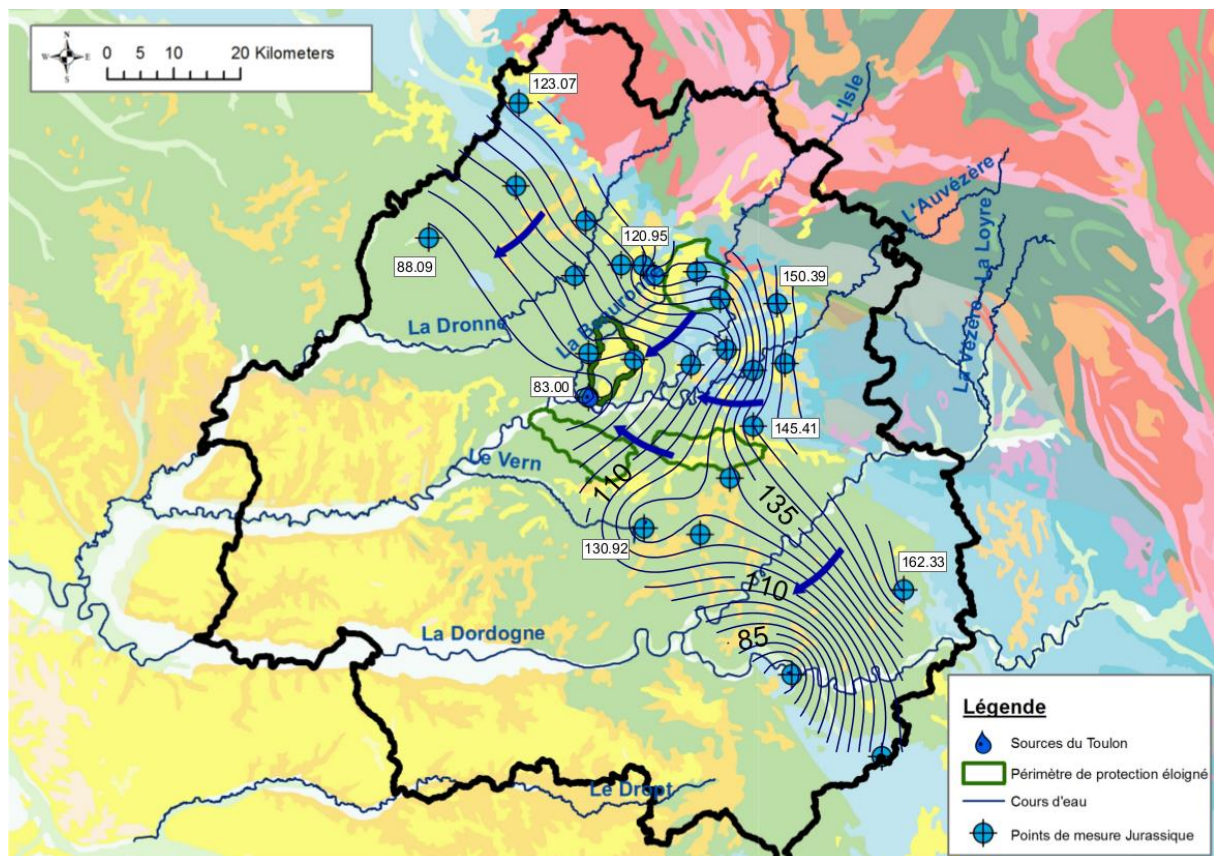 N
W E
S
0 5 10 20 Kilometers
123.07
L'Isle
L'Auvézère
La Loyre
La Vézère
120.95
150.39
88.09
La Beauronne
La Dronne
83.00
145.41
Le Vern
110
135
130.92
162.33
110
La Dordogne
85
Le Dropt
Légende
Sources du Toulon
Périmètre de protection éloigné
Cours d'eau
Points de mesure Jurassique